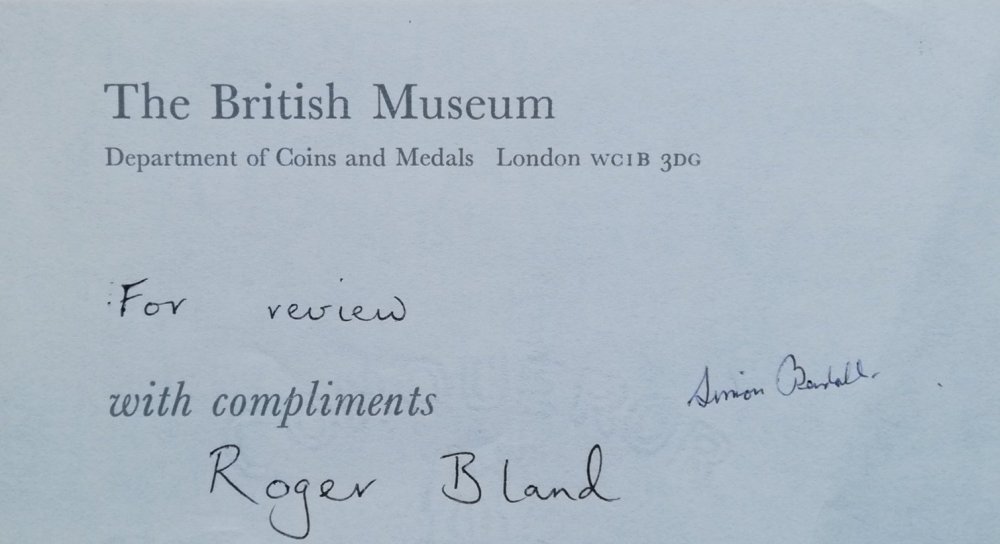 The British Museum
Department of Coins and Medals London WC1B 3DG
For review
with compliments
Simon Bendall.
Roger Bland